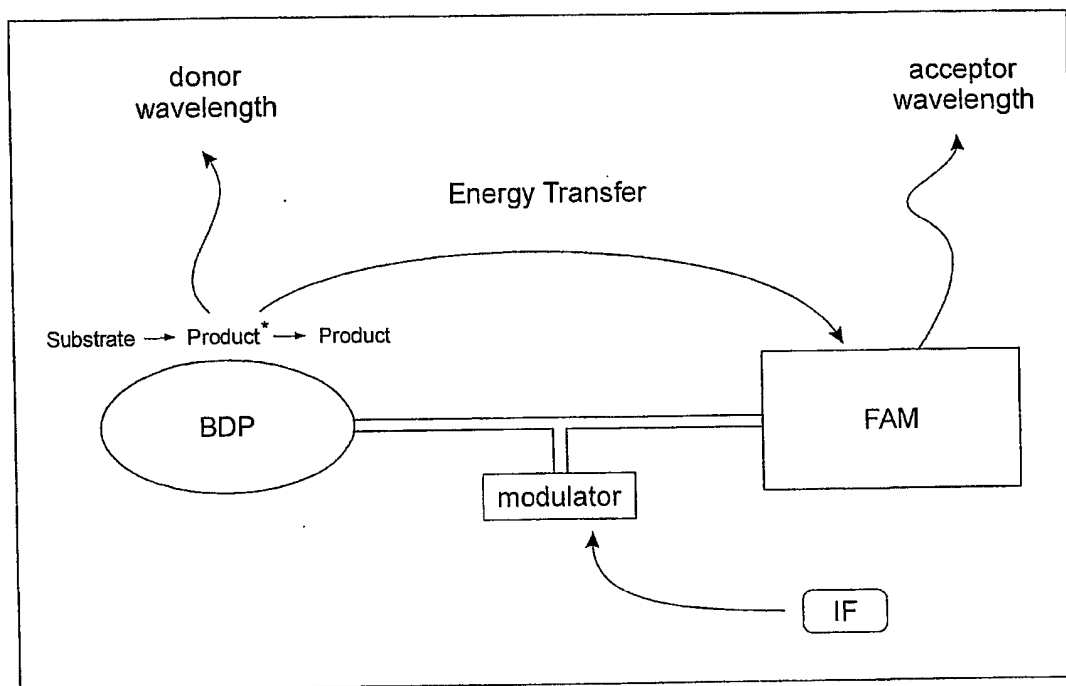 donor
wavelength
acceptor
wavelength
Energy Transfer
Substrate → Product* → Product
BDP
FAM
modulator
IF